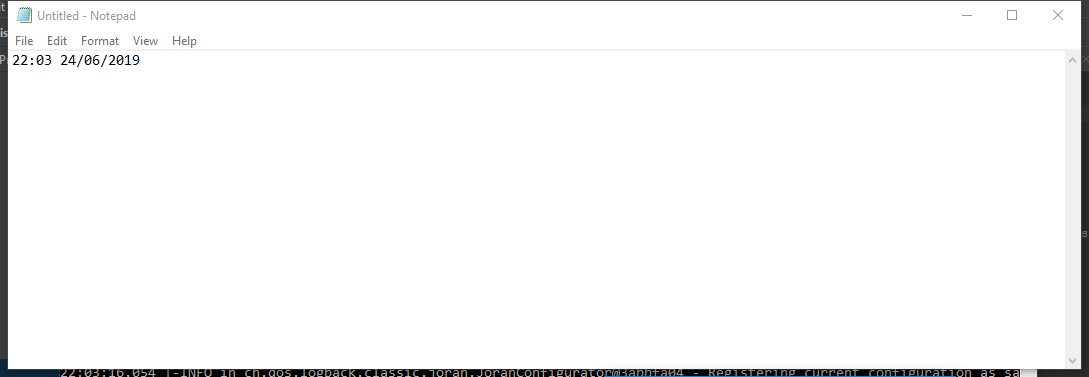 Untitled - Notepad
File Edit Format View Help
22:03 24/06/2019
22:03:16.054 |-INFO in ch.qos.logback.classic.joran.JoranConfigurator@3abbfa04 - Registering current configuration as sa